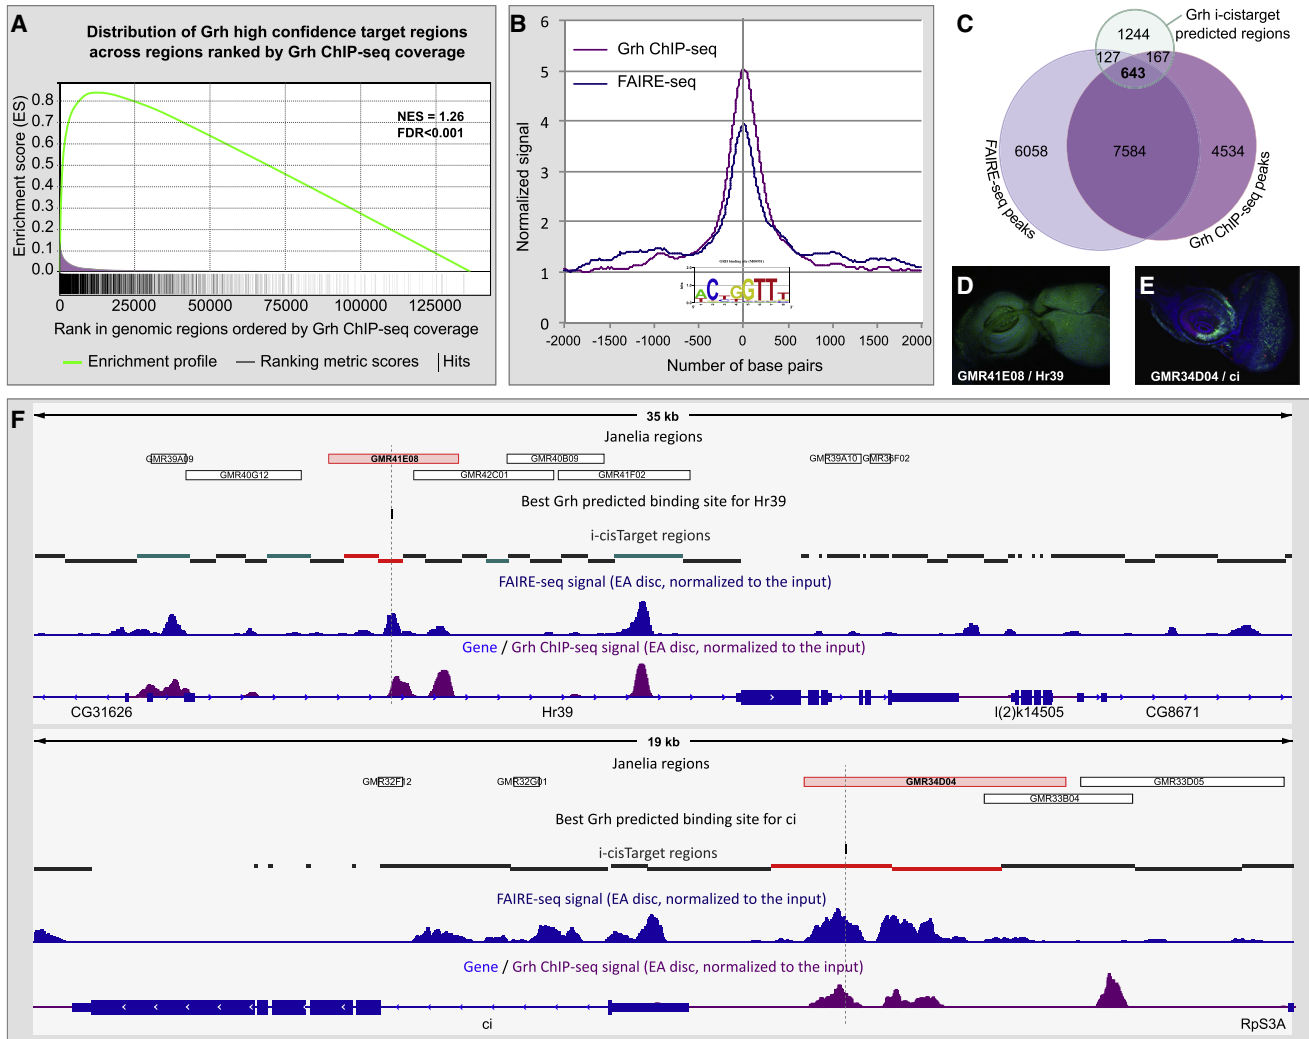 A
Distribution of Grh high confidence target regions
across regions ranked by Grh ChIP-seq coverage
Enrichment score (ES)
0.8
0.7
0.6
0.5
0.4
0.3
0.2
0.1
0.0
NES = 1.26
FDR<0.001
0 25000 50000 75000 100000 125000
Rank in genomic regions ordered by Grh ChIP-seq coverage
Enrichment profile Ranking metric scores Hits
B
Grh ChIP-seq
FAIRE-seq
Normalized signal
6
5
4
3
2
1
0
ACTGGTTT
-2000 -1500 -1000 -500 0 500 1000 1500 2000
Number of base pairs
C
Grh i-cistarget
predicted regions
1244
127 167
643
6058 7584 4534
FAIRE-seq peaks
Grh ChIP-seq peaks
D
GMR41E08 / Hr39
E
GMR34D04 / ci
F
35 kb
Janelia regions
GMR39A09 GMR41E08 GMR40B09 GMR39A10 GMR36F02
GMR40G12 GMR42C01 GMR41F02
Best Grh predicted binding site for Hr39
i-cisTarget regions
FAIRE-seq signal (EA disc, normalized to the input)
Gene / Grh ChIP-seq signal (EA disc, normalized to the input)
CG31626 Hr39 l(2)k14505 CG8671
19 kb
Janelia regions
GMR32F12 GMR32G01 GMR34D04 GMR33D05
GMR33B04
Best Grh predicted binding site for ci
i-cisTarget regions
FAIRE-seq signal (EA disc, normalized to the input)
Gene / Grh ChIP-seq signal (EA disc, normalized to the input)
ci RpS3A